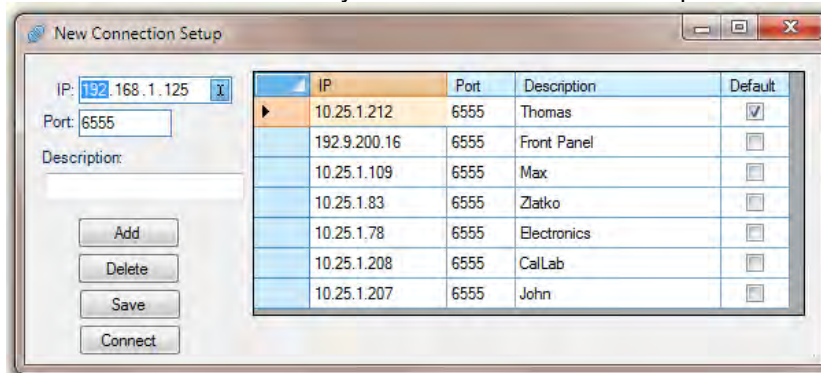 New Connection Setup
IP: 192.168.1.125
Port: 6555
Description:
Add
Delete
Save
Connect
IP Port Description Default
10.25.1.212 6555 Thomas
192.9.200.16 6555 Front Panel
10.25.1.109 6555 Max
10.25.1.83 6555 Zlatko
10.25.1.78 6555 Electronics
10.25.1.208 6555 CalLab
10.25.1.207 6555 John